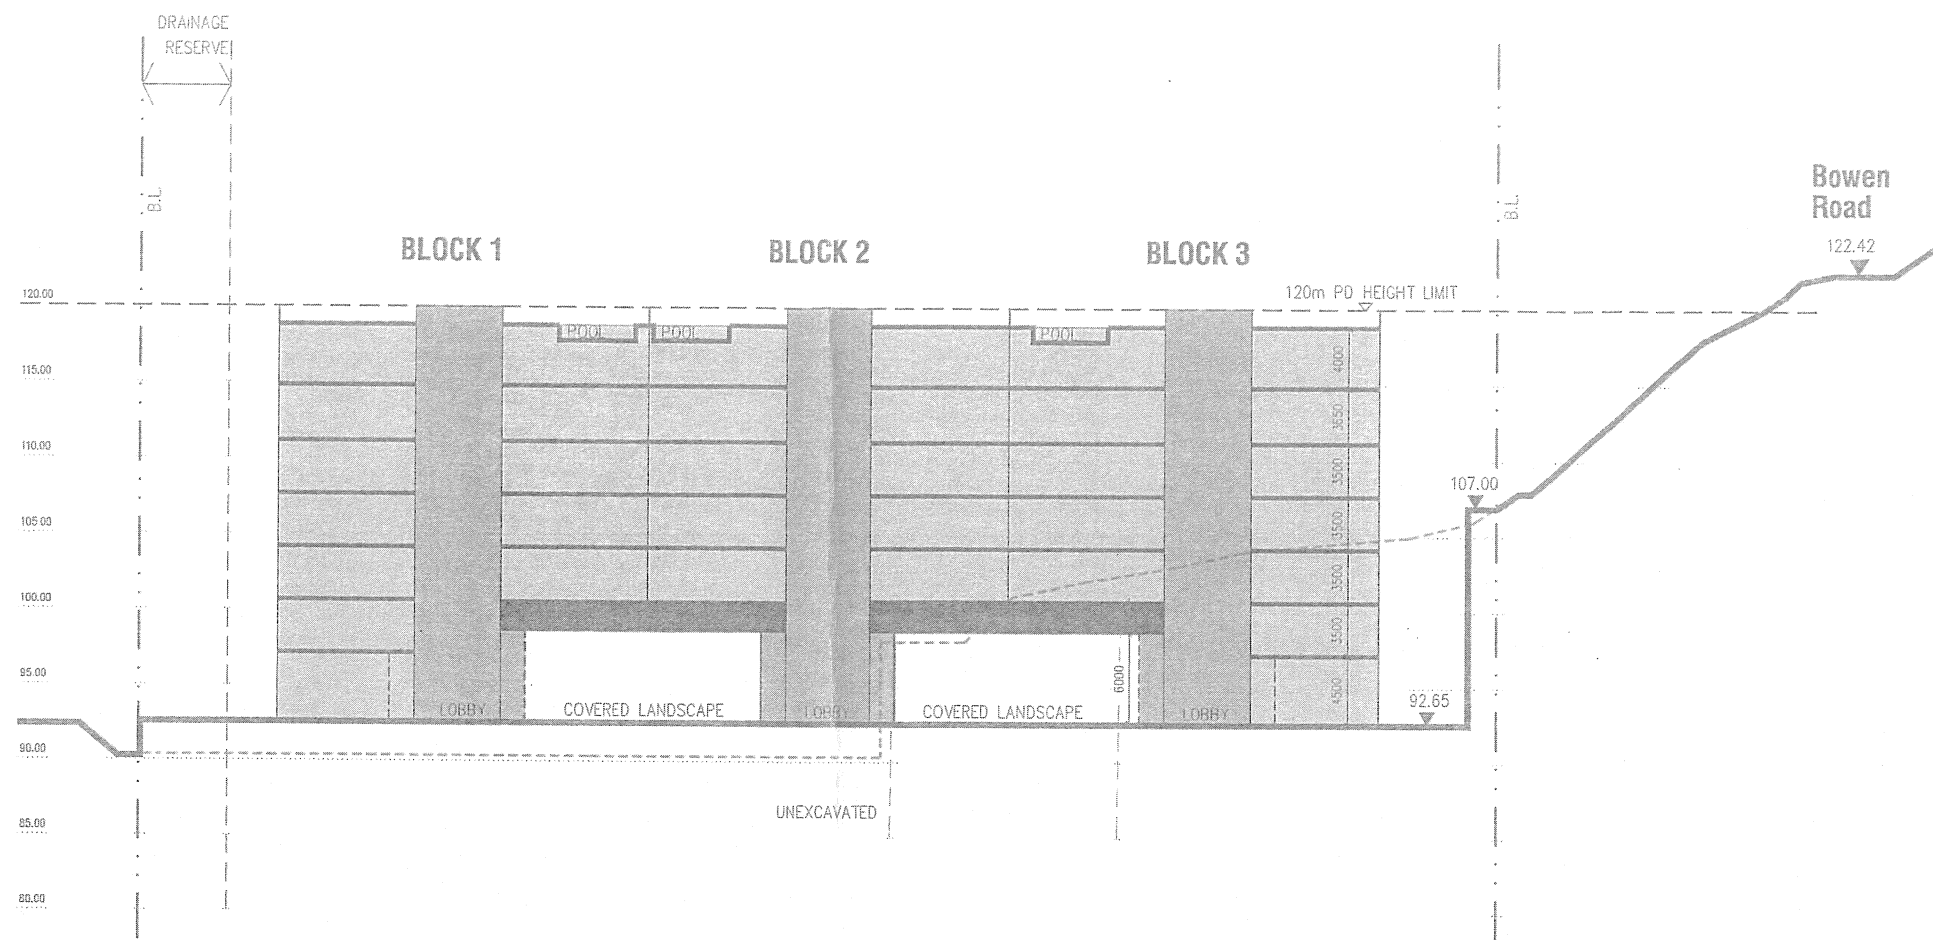 DRAINAGE
RESERVE
B.L.
B.L.
Bowen
Road
122.42
BLOCK 1
BLOCK 2
BLOCK 3
120m PD HEIGHT LIMIT
120.00
POOL
POOL
POOL
4000
115.00
3650
110.00
3500
107.00
105.00
3500
3500
100.00
3500
95.00
6000
4500
92.65
LOBBY
COVERED LANDSCAPE
LOBBY
COVERED LANDSCAPE
LOBBY
90.00
UNEXCAVATED
85.00
80.00